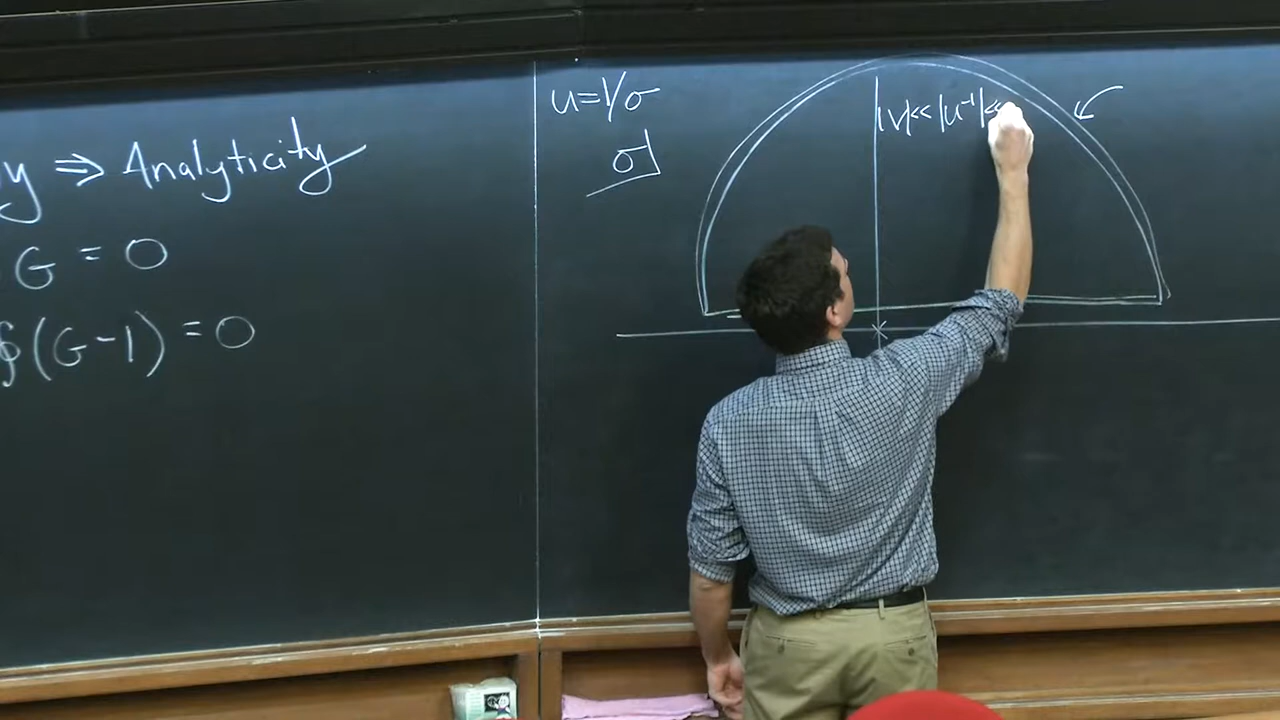 ⇒ Analyticity
G = 0
∮(G-1) = 0
u=1/σ
σ
|v|<<|u⁻¹|<<